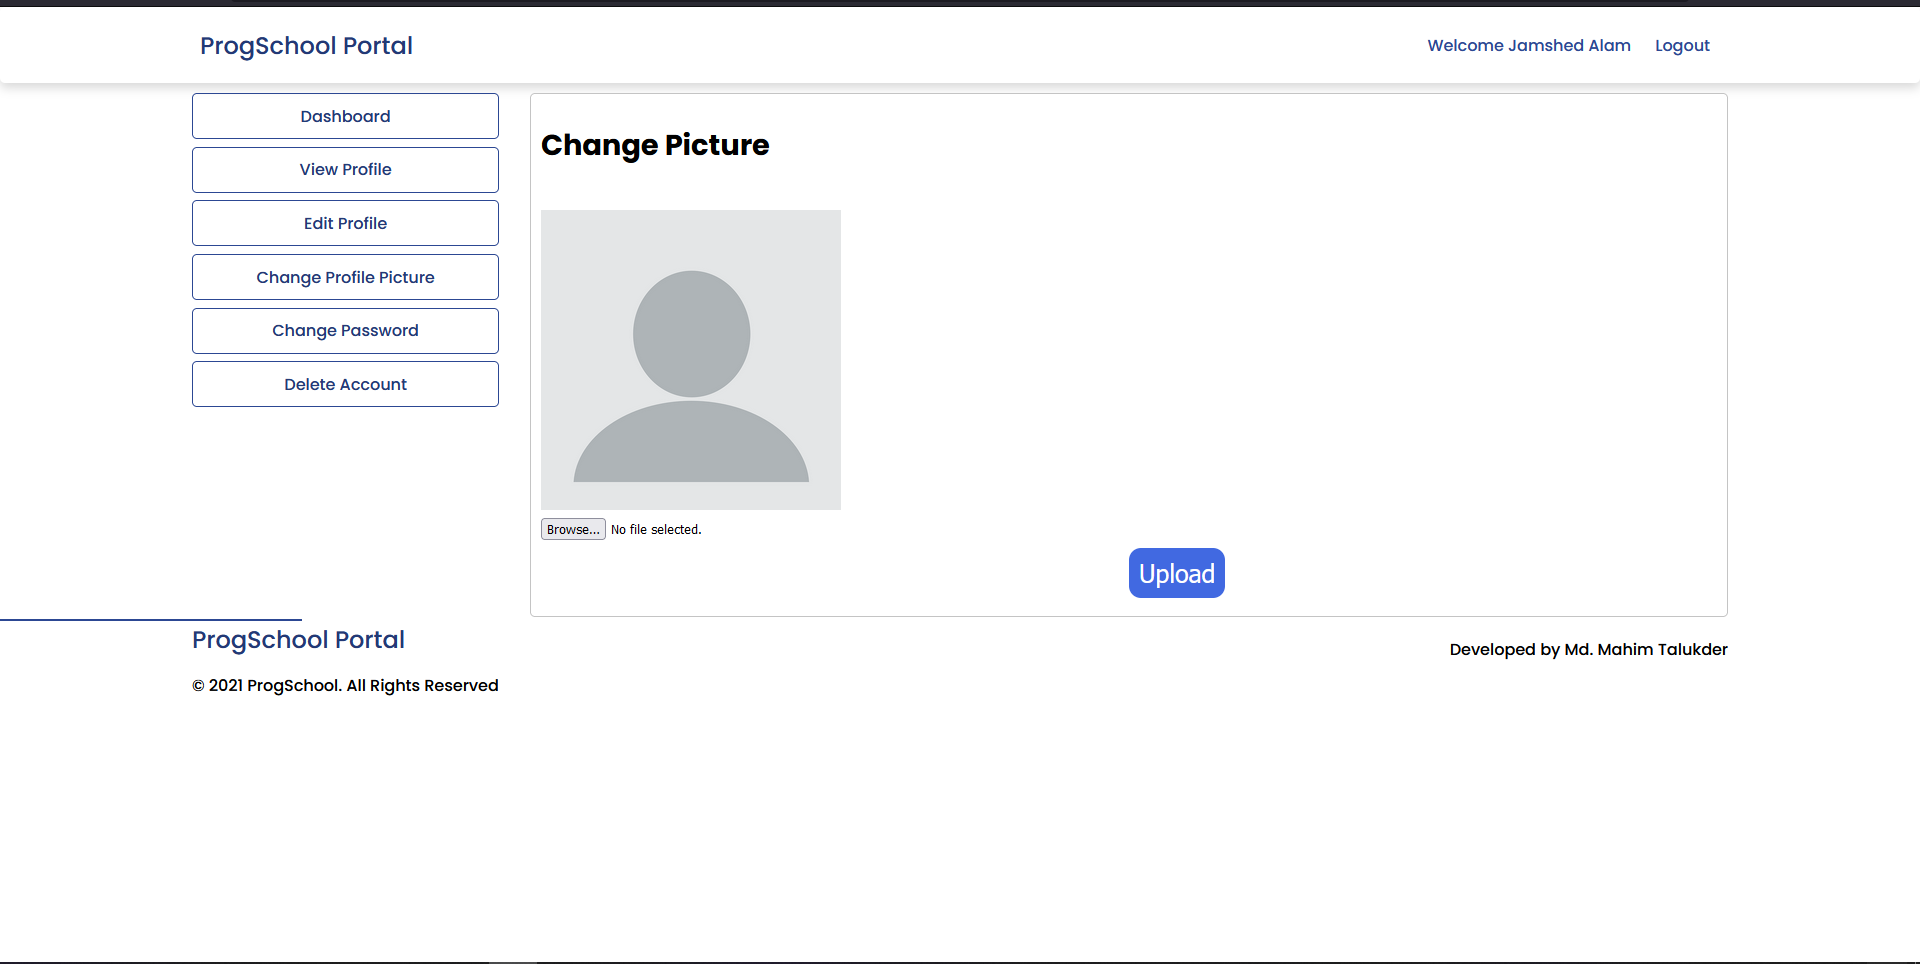 ProgSchool Portal
Welcome Jamshed Alam
Logout
Dashboard
View Profile
Edit Profile
Change Profile Picture
Change Password
Delete Account
Change Picture
Browse... No file selected.
Upload
ProgSchool Portal
© 2021 ProgSchool. All Rights Reserved
Developed by Md. Mahim Talukder